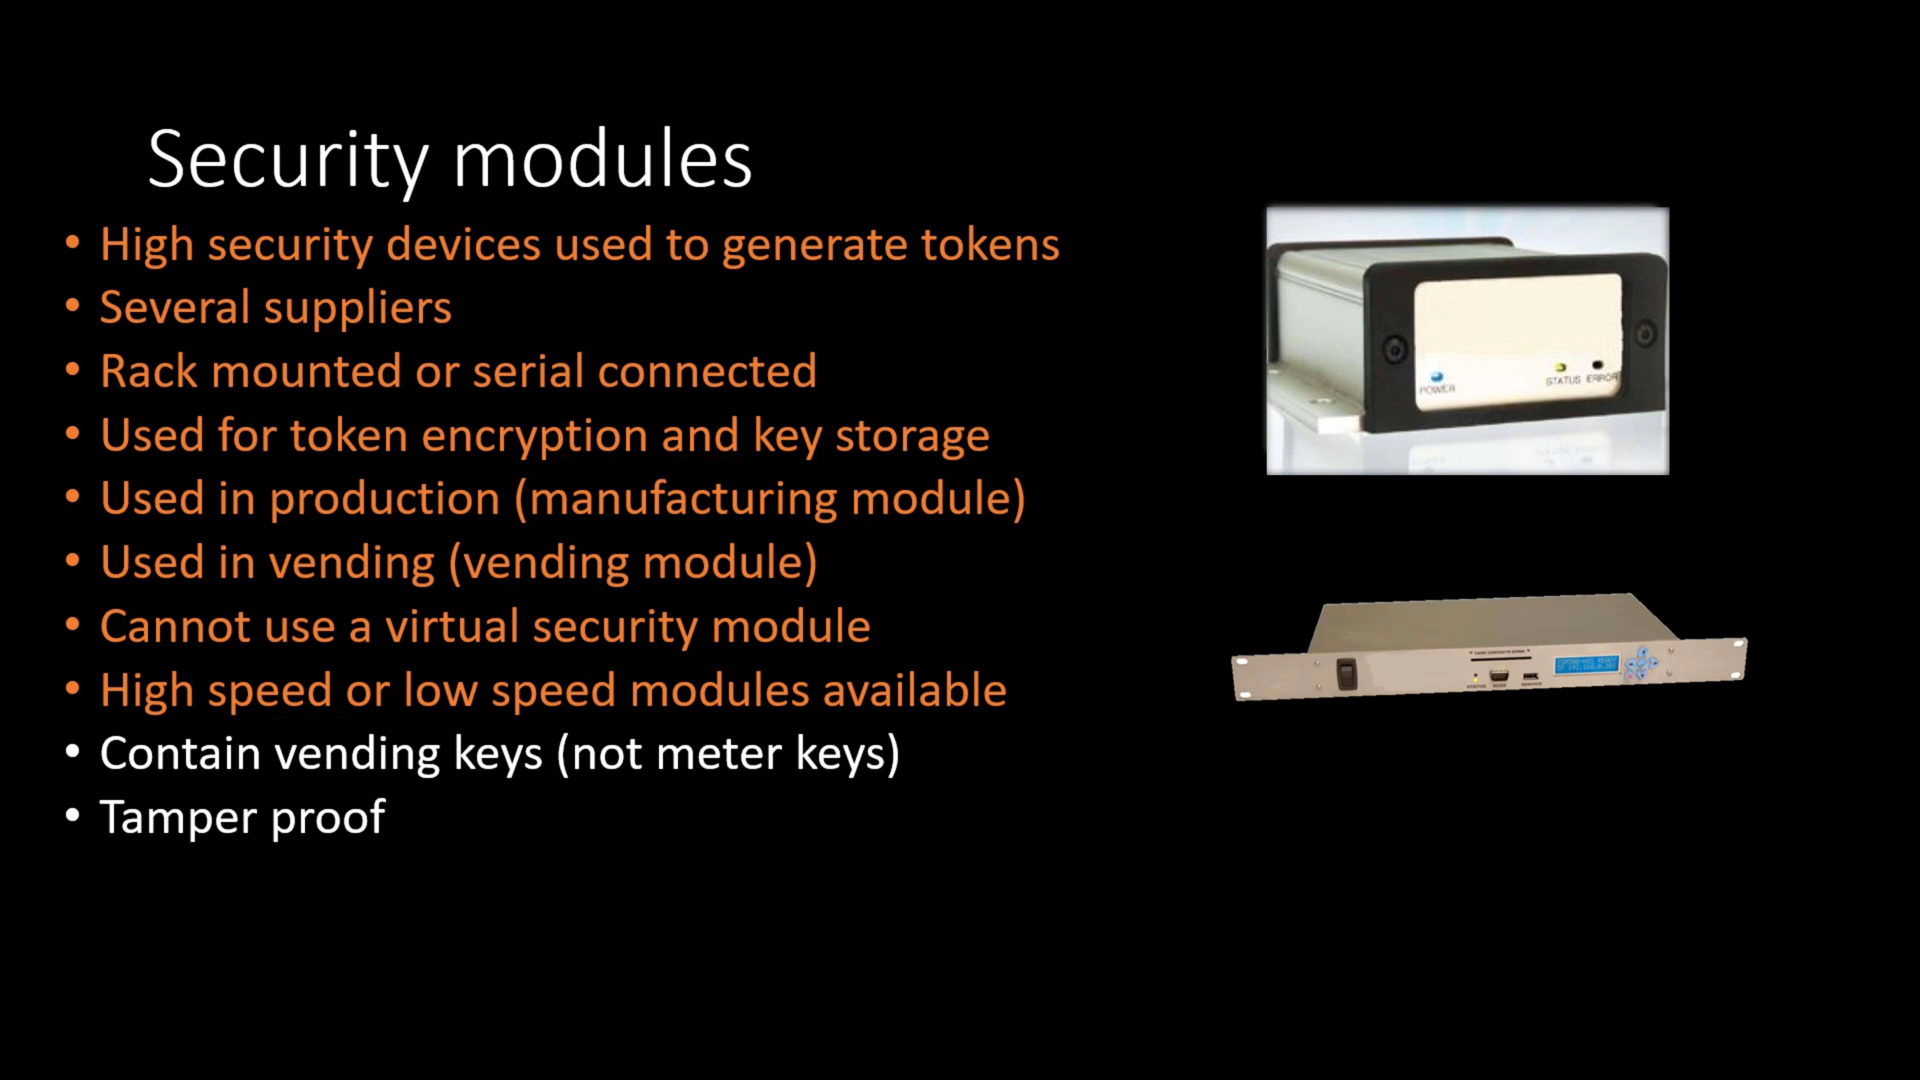 Security modules
• High security devices used to generate tokens
• Several suppliers
• Rack mounted or serial connected
• Used for token encryption and key storage
• Used in production (manufacturing module)
• Used in vending (vending module)
• Cannot use a virtual security module
• High speed or low speed modules available
• Contain vending keys (not meter keys)
• Tamper proof
POWER
STATUS ERROR
STATUS